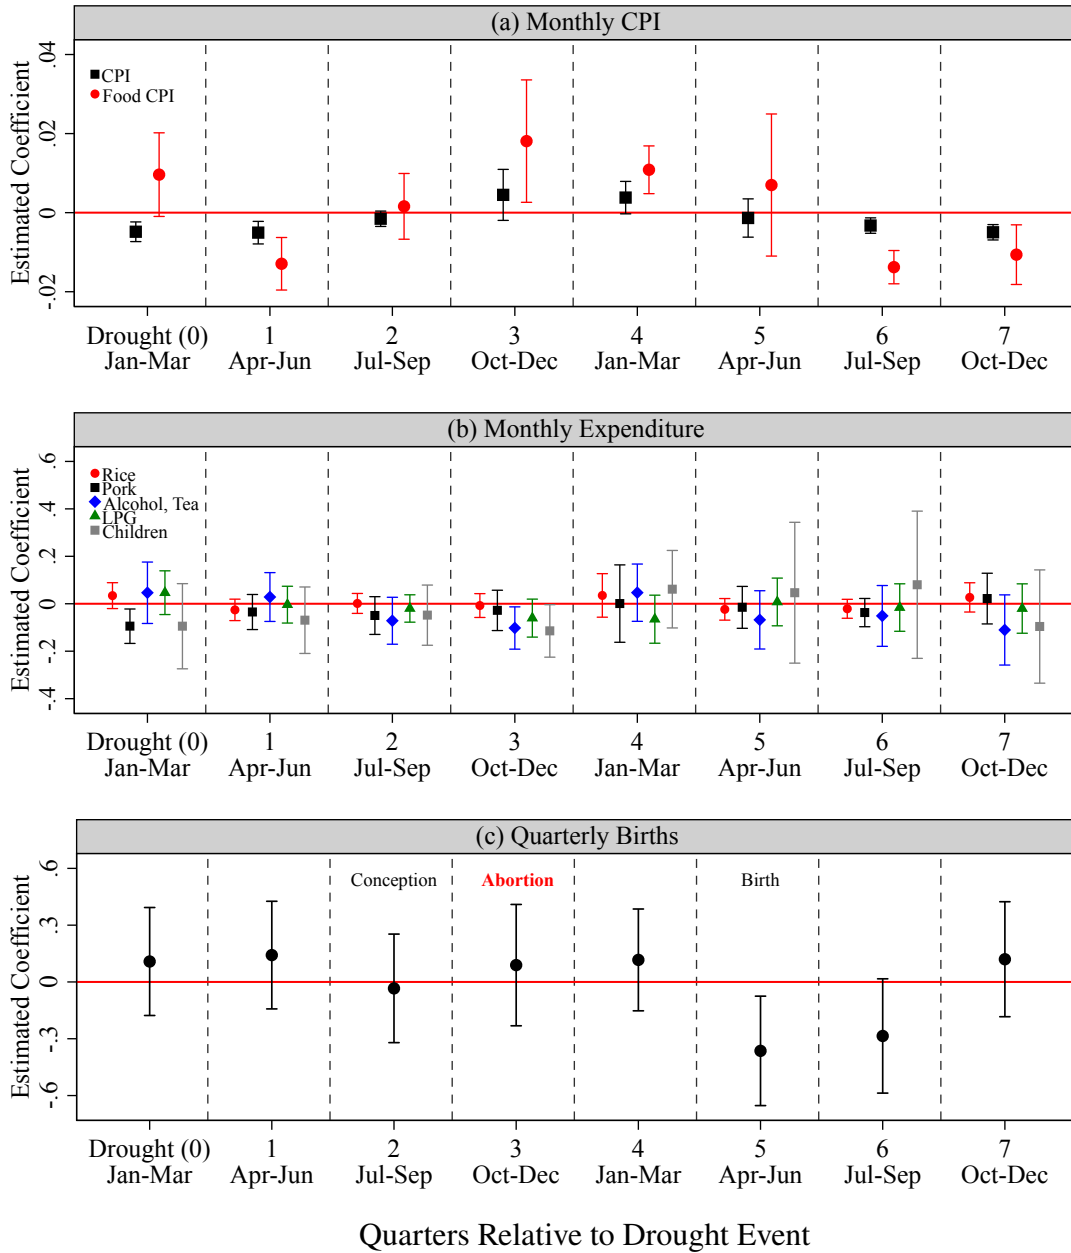 (a) Monthly CPI
Estimated Coefficient
.04
.02
0
-.02
CPI
Food CPI
Drought (0) 1 2 3 4 5 6 7
Jan-Mar Apr-Jun Jul-Sep Oct-Dec Jan-Mar Apr-Jun Jul-Sep Oct-Dec
(b) Monthly Expenditure
Estimated Coefficient
.6
.4
.2
0
-.2
-.4
Rice
Pork
Alcohol, Tea
LPG
Children
Drought (0) 1 2 3 4 5 6 7
Jan-Mar Apr-Jun Jul-Sep Oct-Dec Jan-Mar Apr-Jun Jul-Sep Oct-Dec
(c) Quarterly Births
Estimated Coefficient
.6
.3
0
-.3
-.6
Conception Abortion Birth
Drought (0) 1 2 3 4 5 6 7
Jan-Mar Apr-Jun Jul-Sep Oct-Dec Jan-Mar Apr-Jun Jul-Sep Oct-Dec
Quarters Relative to Drought Event